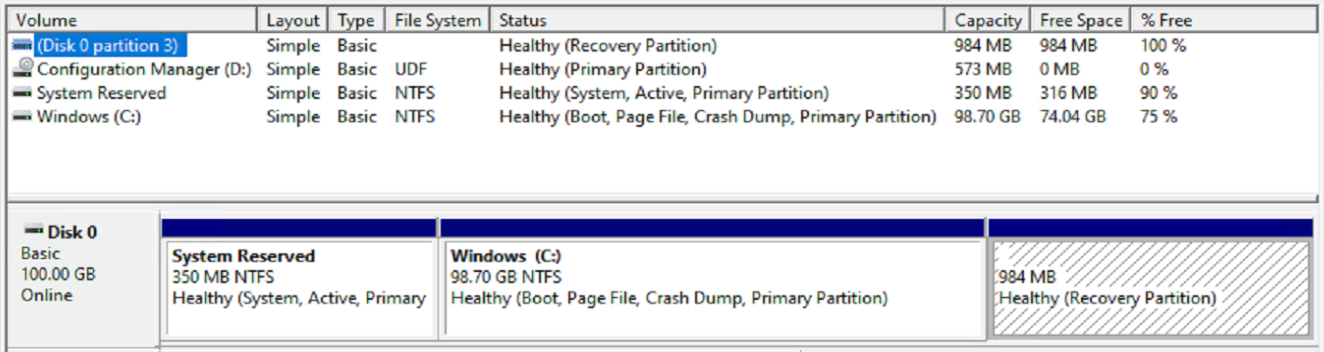 Volume Layout Type File System Status Capacity Free Space % Free
(Disk 0 partition 3) Simple Basic Healthy (Recovery Partition) 984 MB 984 MB 100 %
Configuration Manager (D:) Simple Basic UDF Healthy (Primary Partition) 573 MB 0 MB 0 %
System Reserved Simple Basic NTFS Healthy (System, Active, Primary Partition) 350 MB 316 MB 90 %
Windows (C:) Simple Basic NTFS Healthy (Boot, Page File, Crash Dump, Primary Partition) 98.70 GB 74.04 GB 75 %
Disk 0
Basic
100.00 GB
Online
System Reserved
350 MB NTFS
Healthy (System, Active, Primary
Windows (C:)
98.70 GB NTFS
Healthy (Boot, Page File, Crash Dump, Primary Partition)
984 MB
Healthy (Recovery Partition)